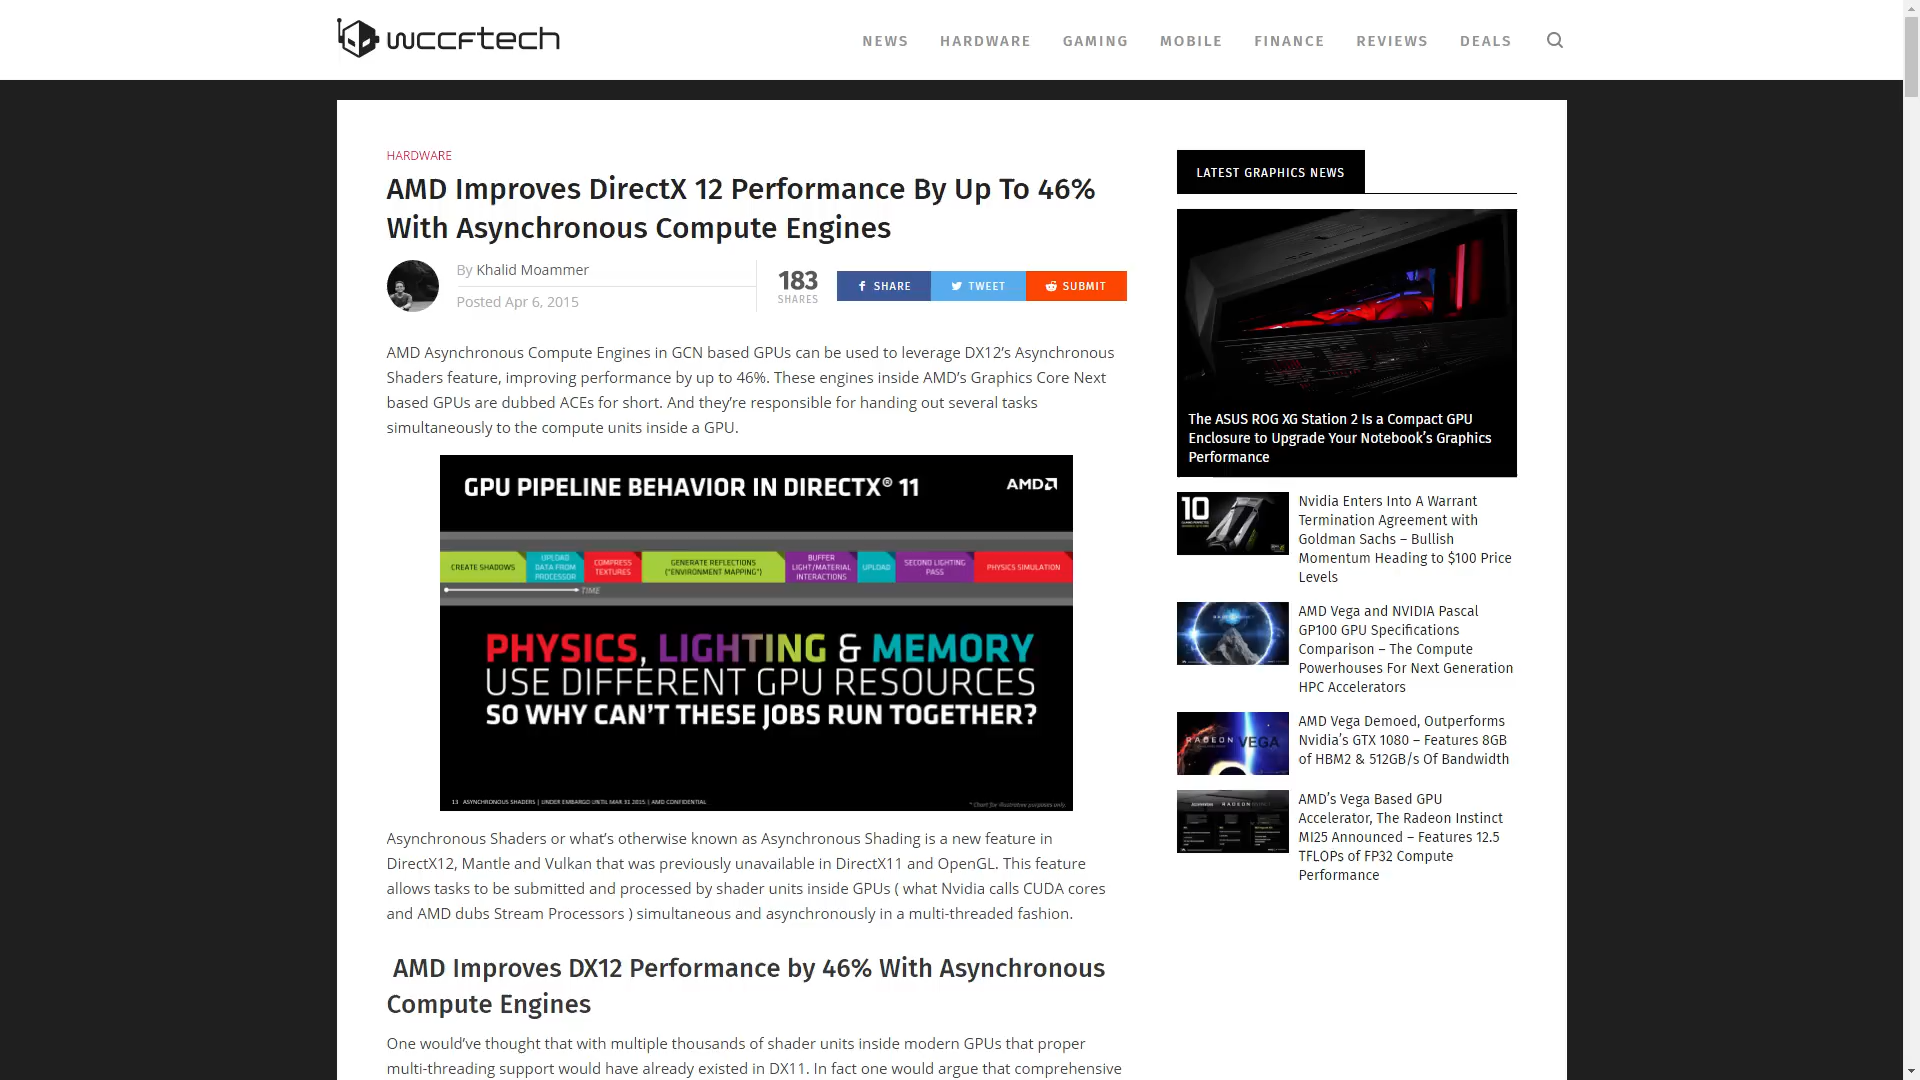 wccftech
NEWS
HARDWARE
GAMING
MOBILE
FINANCE
REVIEWS
DEALS
HARDWARE
AMD Improves DirectX 12 Performance By Up To 46%
With Asynchronous Compute Engines
By Khalid Moammer
Posted Apr 6, 2015
183
SHARES
SHARE
TWEET
SUBMIT
AMD Asynchronous Compute Engines in GCN based GPUs can be used to leverage DX12’s Asynchronous
Shaders feature, improving performance by up to 46%. These engines inside AMD’s Graphics Core Next
based GPUs are dubbed ACEs for short. And they’re responsible for handing out several tasks
simultaneously to the compute units inside a GPU.
GPU PIPELINE BEHAVIOR IN DIRECTX® 11
AMD
CREATE SHADOWS
UPLOAD
DATA FROM
PROCESSOR
COMPRESS
TEXTURES
GENERATE REFLECTIONS
("ENVIRONMENT MAPPING")
BUFFER
LIGHT/MATERIAL
INTERACTIONS
UPLOAD
SECOND LIGHTING
PASS
PHYSICS SIMULATION
TIME
PHYSICS, LIGHTING & MEMORY
USE DIFFERENT GPU RESOURCES
SO WHY CAN'T THESE JOBS RUN TOGETHER?
13 ASYNCHRONOUS SHADERS | UNDER EMBARGO UNTIL MAR 31 2015 | AMD CONFIDENTIAL
* Chart for illustrative purposes only.
Asynchronous Shaders or what’s otherwise known as Asynchronous Shading is a new feature in
DirectX12, Mantle and Vulkan that was previously unavailable in DirectX11 and OpenGL. This feature
allows tasks to be submitted and processed by shader units inside GPUs ( what Nvidia calls CUDA cores
and AMD dubs Stream Processors ) simultaneous and asynchronously in a multi-threaded fashion.
AMD Improves DX12 Performance by 46% With Asynchronous
Compute Engines
One would’ve thought that with multiple thousands of shader units inside modern GPUs that proper
multi-threading support would have already existed in DX11. In fact one would argue that comprehensive
LATEST GRAPHICS NEWS
The ASUS ROG XG Station 2 Is a Compact GPU
Enclosure to Upgrade Your Notebook’s Graphics
Performance
10
Nvidia Enters Into A Warrant
Termination Agreement with
Goldman Sachs – Bullish
Momentum Heading to $100 Price
Levels
AMD Vega and NVIDIA Pascal
GP100 GPU Specifications
Comparison – The Compute
Powerhouses For Next Generation
HPC Accelerators
RADEON VEGA
AMD Vega Demoed, Outperforms
Nvidia’s GTX 1080 – Features 8GB
of HBM2 & 512GB/s Of Bandwidth
AMD’s Vega Based GPU
Accelerator, The Radeon Instinct
MI25 Announced – Features 12.5
TFLOPs of FP32 Compute
Performance